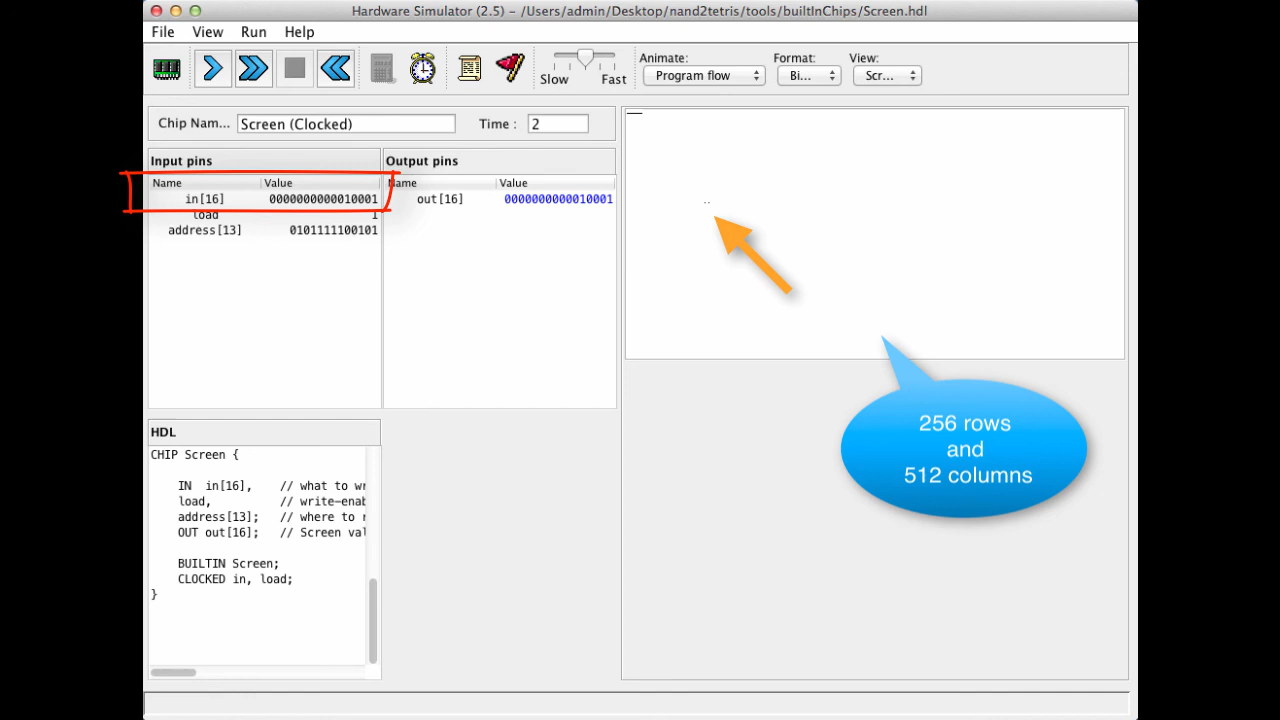 Hardware Simulator (2.5) – /Users/admin/Desktop/nand2tetris/tools/builtInChips/Screen.hdl
File View Run Help
Slow Fast
Animate: Format: View:
Program flow Bi... Scr...
Chip Nam... Screen (Clocked) Time : 2
Input pins Output pins
Name Value Name Value
in[16] 0000000000010001 out[16] 0000000000010001
load 1
address[13] 0101111100101
256 rows
and
512 columns
HDL
CHIP Screen {
IN in[16], // what to wr
load, // write-enab
address[13]; // where to r
OUT out[16]; // Screen val
BUILTIN Screen;
CLOCKED in, load;
}